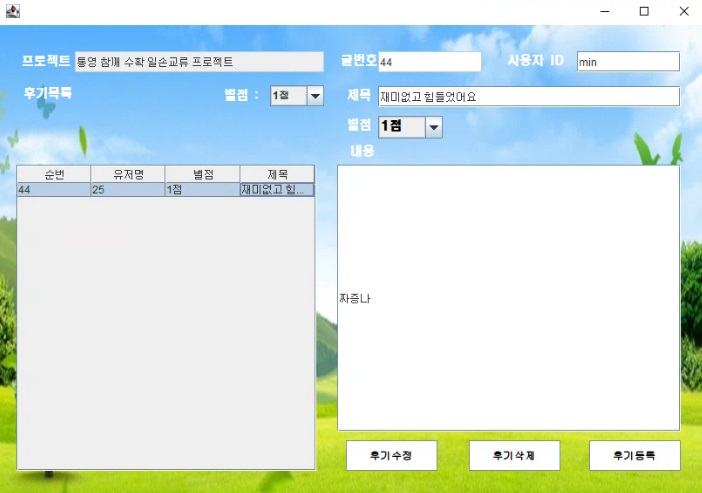 프로젝트 통영 함께 수확 일손교류 프로젝트
글번호 44 사용자 ID min
후기목록 별점 : 1점
제목 재미없고 힘들었어요
별점 1점
내용
순번 유저명 별점 제목
44 25 1점 재미없고 힘...
짜증나
후기수정 후기삭제 후기등록